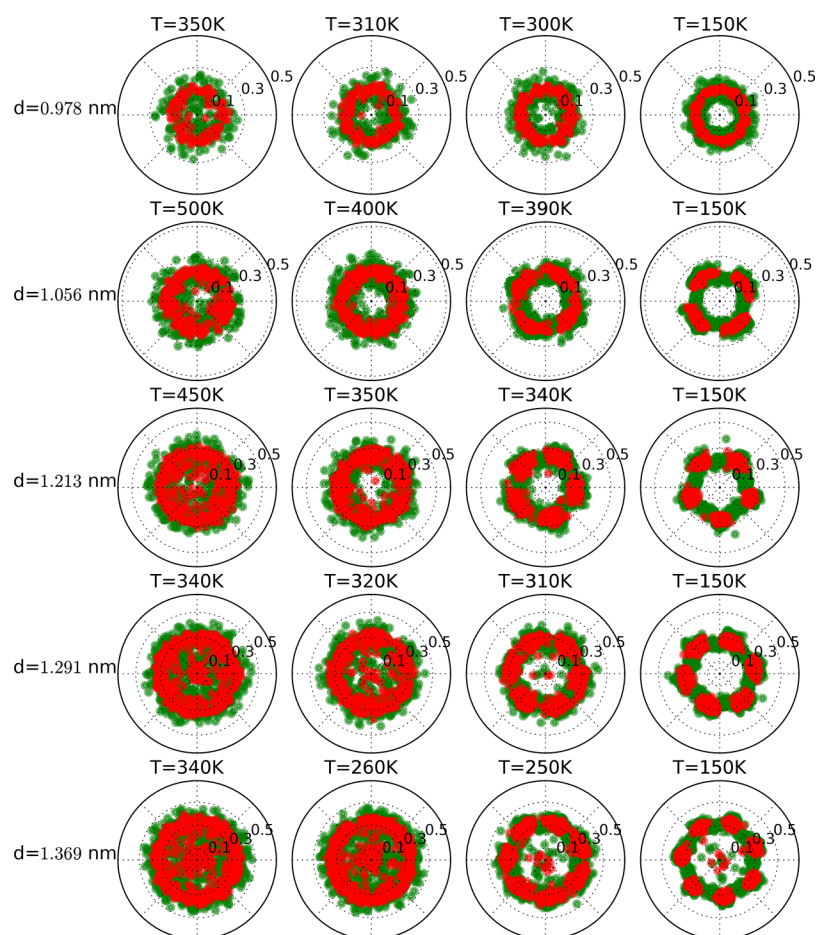 T=350K T=310K T=300K T=150K
d=0.978 nm 0.1 0.3 0.5 0.1 0.3 0.5 0.1 0.3 0.5 0.1 0.3 0.5
T=500K T=400K T=390K T=150K
d=1.056 nm 0.1 0.3 0.5 0.1 0.3 0.5 0.1 0.3 0.5 0.1 0.3 0.5
T=450K T=350K T=340K T=150K
d=1.213 nm 0.1 0.3 0.5 0.1 0.3 0.5 0.1 0.3 0.5 0.1 0.3 0.5
T=340K T=320K T=310K T=150K
d=1.291 nm 0.1 0.3 0.5 0.1 0.3 0.5 0.1 0.3 0.5 0.1 0.3 0.5
T=340K T=260K T=250K T=150K
d=1.369 nm 0.1 0.3 0.5 0.1 0.3 0.5 0.1 0.3 0.5 0.1 0.3 0.5